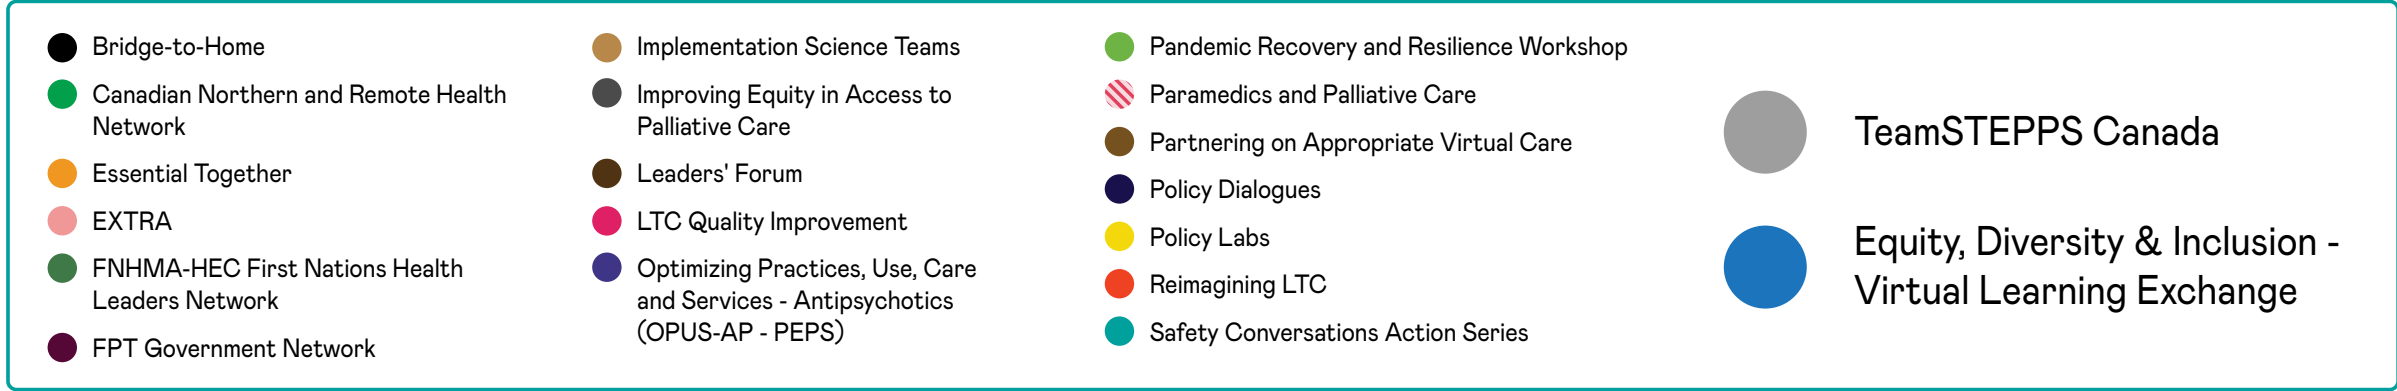 Bridge-to-Home
Canadian Northern and Remote Health
Network
Essential Together
EXTRA
FNHMA-HEC First Nations Health
Leaders Network
FPT Government Network
Implementation Science Teams
Improving Equity in Access to
Palliative Care
Leaders' Forum
LTC Quality Improvement
Optimizing Practices, Use, Care
and Services - Antipsychotics
(OPUS-AP - PEPS)
Pandemic Recovery and Resilience Workshop
Paramedics and Palliative Care
Partnering on Appropriate Virtual Care
Policy Dialogues
Policy Labs
Reimagining LTC
Safety Conversations Action Series
TeamSTEPPS Canada
Equity, Diversity & Inclusion -
Virtual Learning Exchange